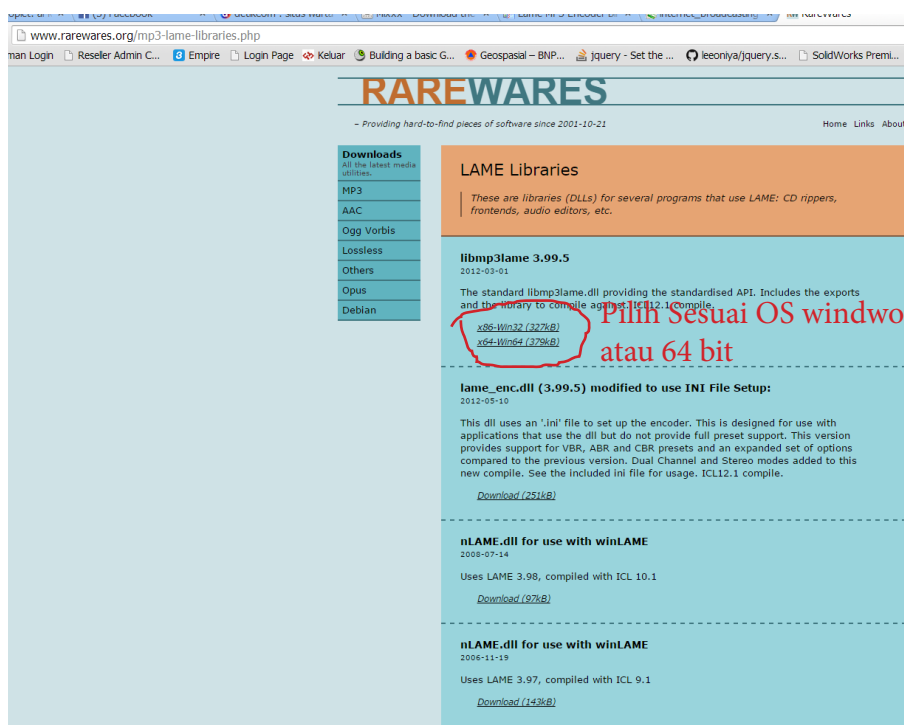 (5) Facebook
www.rarewares.org/mp3-lame-libraries.php
man Login Reseller Admin C... Empire Login Page Keluar Building a basic G... Geospasial – BNP... jquery - Set the ... leeoniya/jquery.s... SolidWorks Premi...
RAREWARES
– Providing hard-to-find pieces of software since 2001-10-21
Home Links About
Downloads
All the latest media
utilities.
MP3
AAC
Ogg Vorbis
Lossless
Others
Opus
Debian
LAME Libraries
These are libraries (DLLs) for several programs that use LAME: CD rippers,
frontends, audio editors, etc.
libmp3lame 3.99.5
2012-03-01
The standard libmp3lame.dll providing the standardised API. Includes the exports
and the library to compile against. ICL12.1 compile.
x86-Win32 (327kB)
x64-Win64 (379kB)
Pilih Sesuai OS windwo
atau 64 bit
lame_enc.dll (3.99.5) modified to use INI File Setup:
2012-05-10
This dll uses an '.ini' file to set up the encoder. This is designed for use with
applications that use the dll but do not provide full preset support. This version
provides support for VBR, ABR and CBR presets and an expanded set of options
compared to the previous version. Dual Channel and Stereo modes added to this
new compile. See the included ini file for usage. ICL12.1 compile.
Download (251kB)
nLAME.dll for use with winLAME
2008-07-14
Uses LAME 3.98, compiled with ICL 10.1
Download (97kB)
nLAME.dll for use with winLAME
2006-11-19
Uses LAME 3.97, compiled with ICL 9.1
Download (143kB)